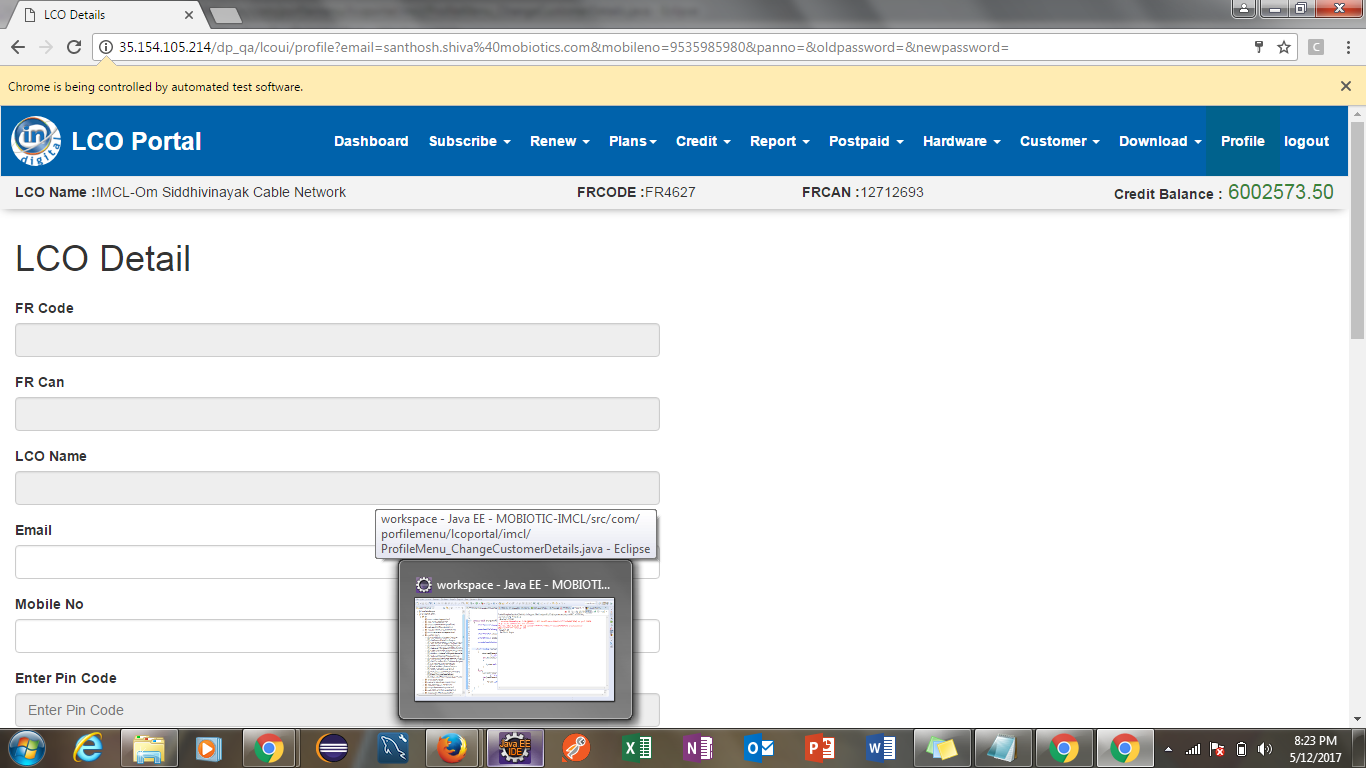 LCO Details
35.154.105.214/dp_qa/lcoui/profile?email=santhosh.shiva%40mobiotics.com&mobileno=9535985980&panno=&oldpassword=&newpassword=
C
Chrome is being controlled by automated test software.
in
digital
LCO Portal
Dashboard Subscribe Renew Plans Credit Report Postpaid Hardware Customer Download Profile logout
LCO Name :IMCL-Om Siddhivinayak Cable Network FRCODE :FR4627 FRCAN :12712693 Credit Balance : 6002573.50
LCO Detail
FR Code
FR Can
LCO Name
Email
workspace - Java EE - MOBIOTIC-IMCL/src/com/
porfilemenu/lcoportal/imcl/
ProfileMenu_ChangeCustomerDetails.java - Eclipse
workspace - Java EE - MOBIOTI...
Mobile No
Enter Pin Code
Enter Pin Code
Java EE
IDE
8:23 PM
5/12/2017